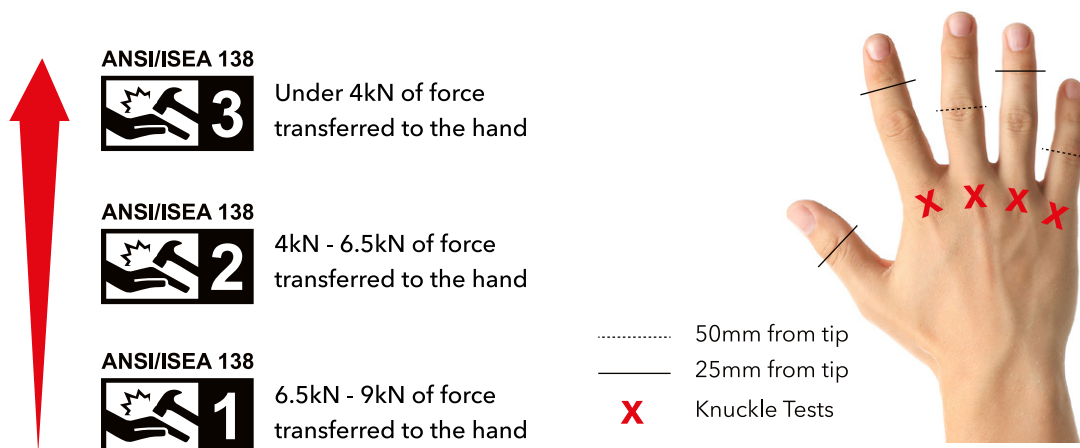 ANSI/ISEA 138
3
Under 4kN of force
transferred to the hand
ANSI/ISEA 138
2
4kN - 6.5kN of force
transferred to the hand
ANSI/ISEA 138
1
6.5kN - 9kN of force
transferred to the hand
X X X X
50mm from tip
25mm from tip
X Knuckle Tests